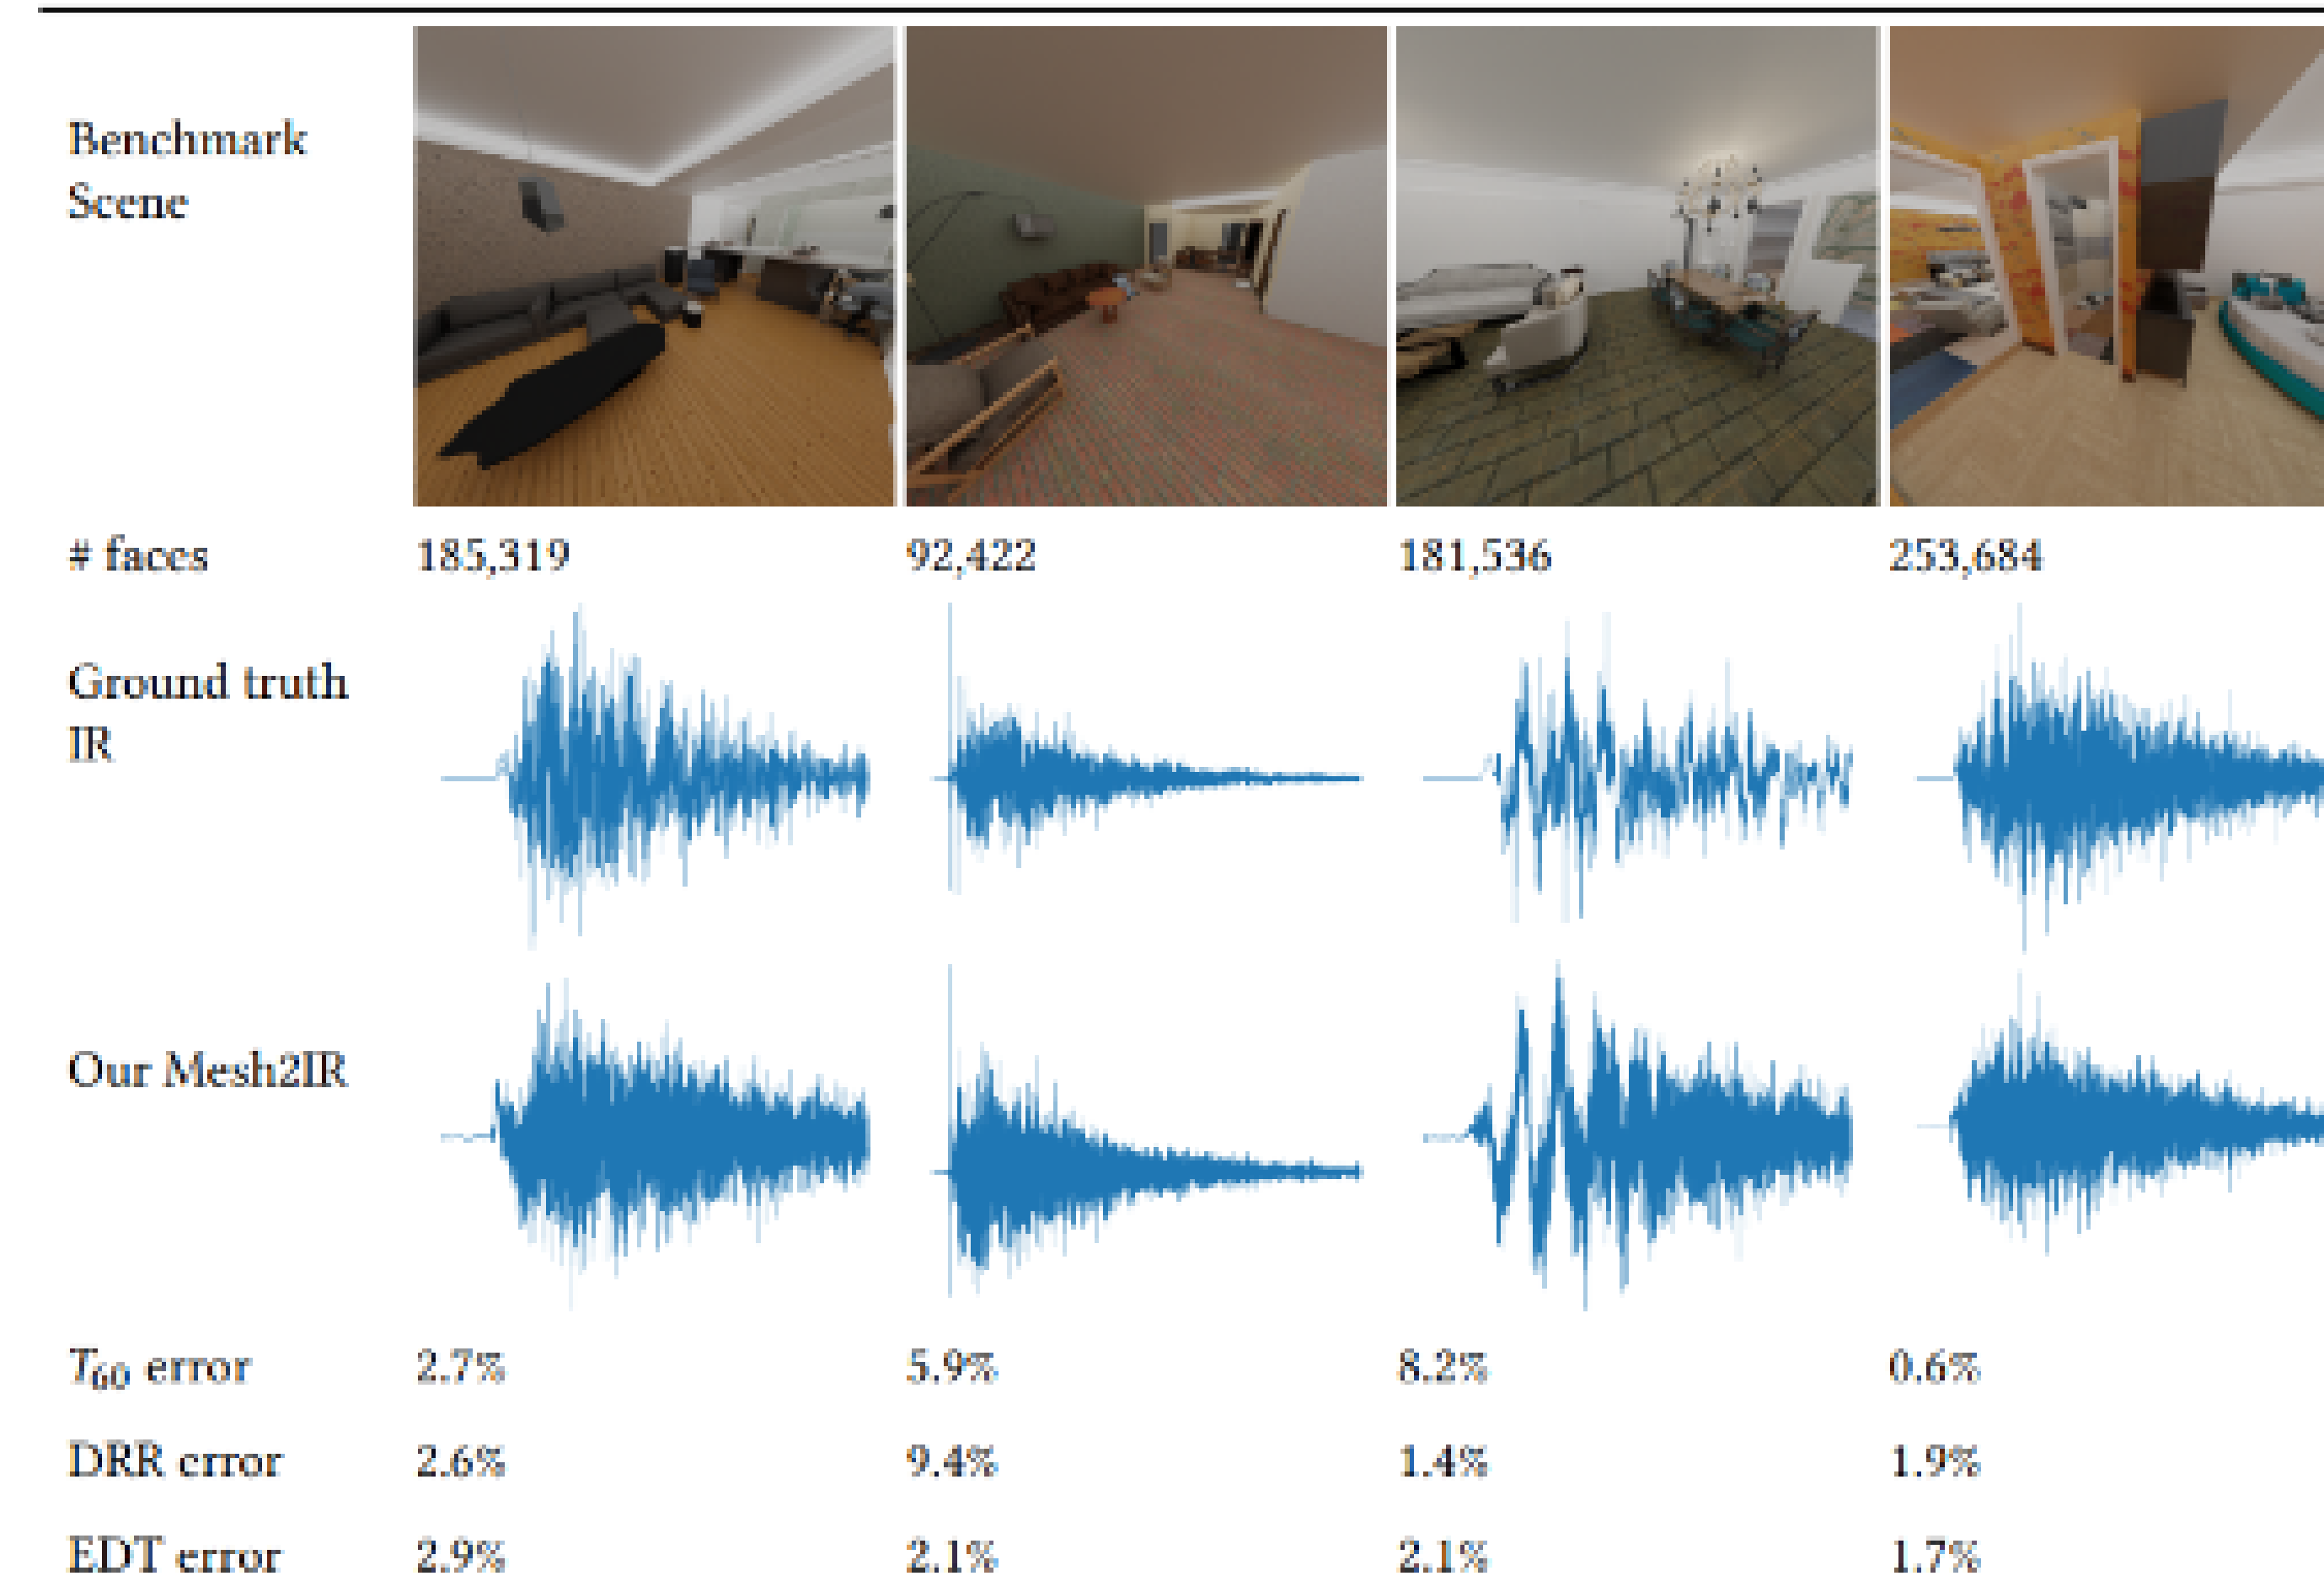 Benchmark
Scene
# faces 185,319 92,422 181,536 253,684
Ground truth
IR
Our Mesh2IR
T60 error 2.7% 5.9% 8.2% 0.6%
DRR error 2.6% 9.4% 1.4% 1.9%
EDT error 2.9% 2.1% 2.1% 1.7%